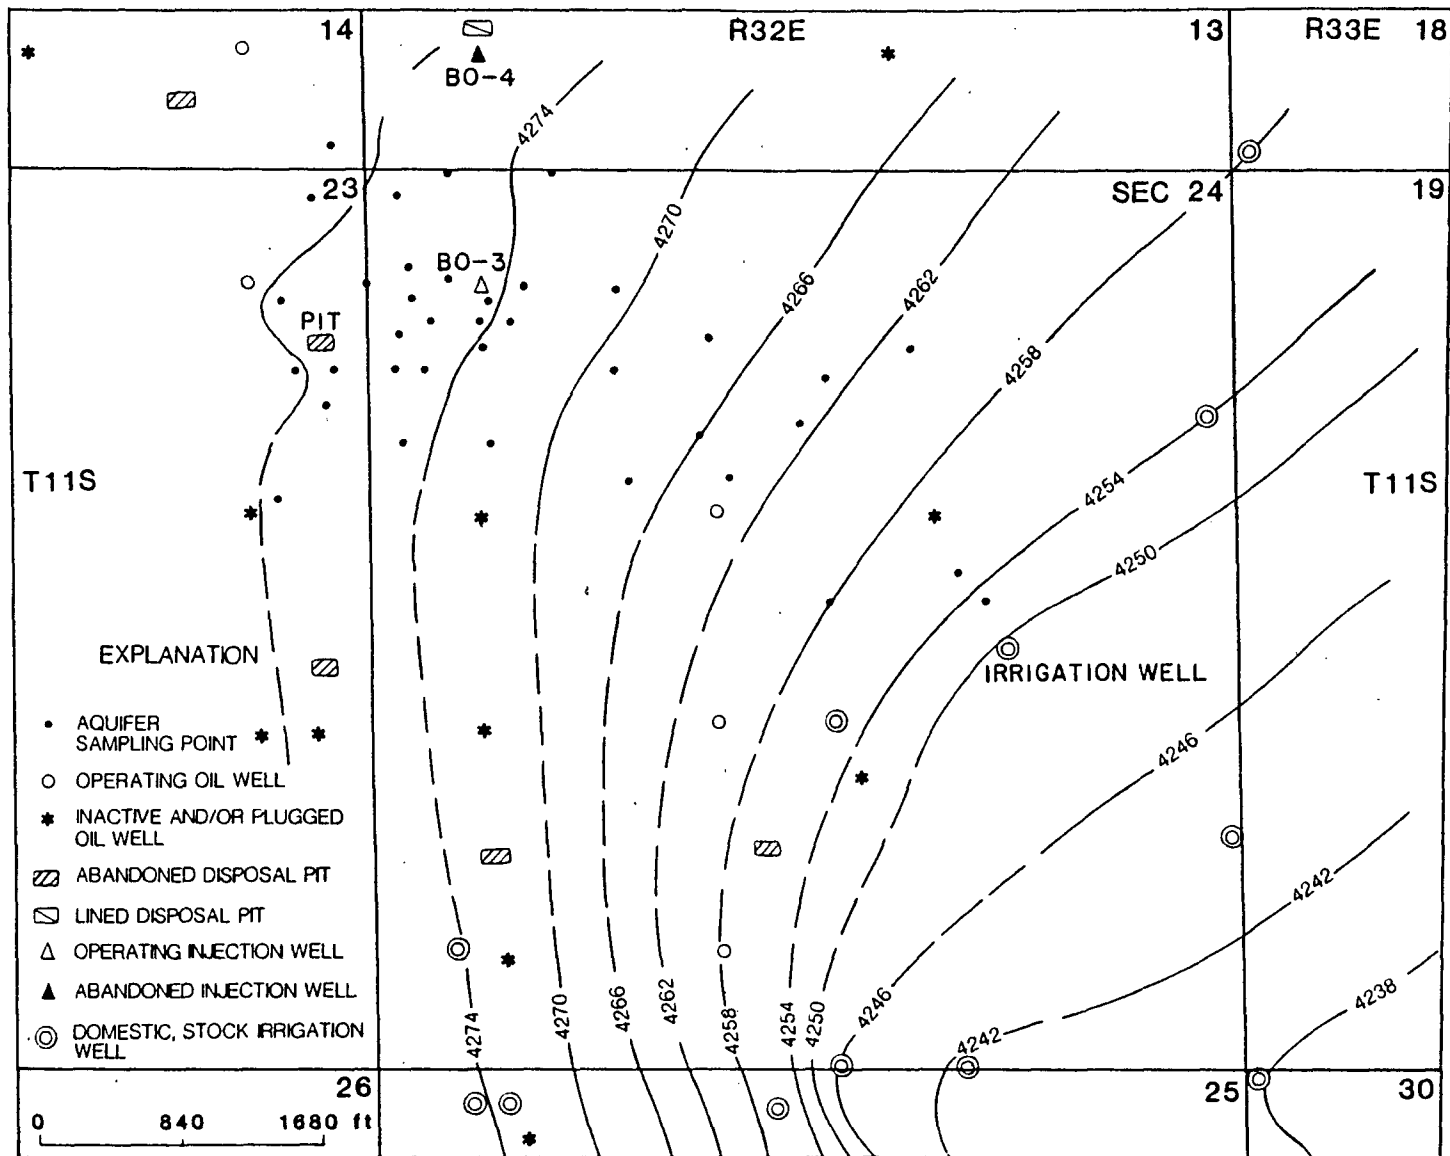 14
R32E
13
R33E
18
BO-4
4274
23
SEC 24
19
4270
BO-3
4266
4262
PIT
4258
T11S
T11S
4254
4250
EXPLANATION
IRRIGATION WELL
AQUIFER
SAMPLING POINT
OPERATING OIL WELL
4246
INACTIVE AND/OR PLUGGED
OIL WELL
ABANDONED DISPOSAL PIT
4242
LINED DISPOSAL PIT
OPERATING INJECTION WELL
ABANDONED INJECTION WELL
4238
DOMESTIC, STOCK IRRIGATION
WELL
4274
4270
4266
4262
4258
4254
4250
4246
4242
26
25
30
0
840
1680 ft